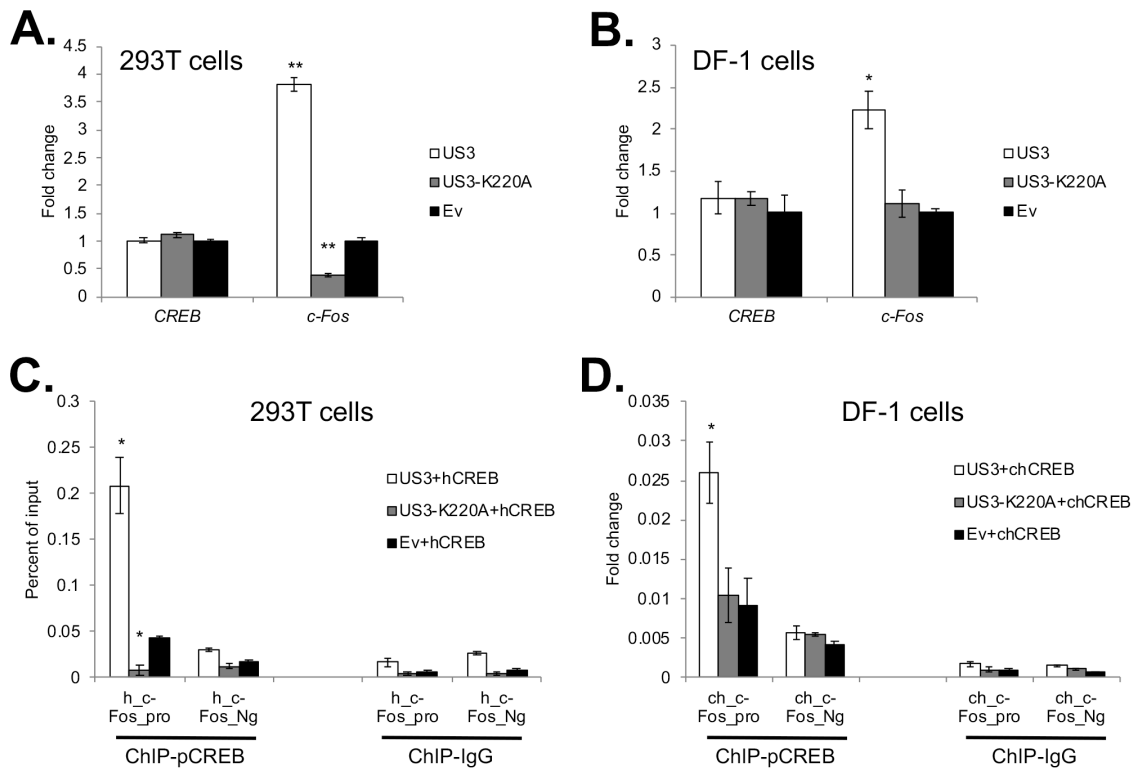 A.
293T cells
4.5
4
3.5
3
2.5
2
1.5
1
0.5
0
Fold change
**
**
CREB
c-Fos
US3
US3-K220A
Ev
B.
DF-1 cells
3
2.5
2
1.5
1
0.5
0
Fold change
*
CREB
c-Fos
US3
US3-K220A
Ev
C.
293T cells
0.3
0.25
0.2
0.15
0.1
0.05
0
Percent of input
*
*
US3+hCREB
US3-K220A+hCREB
Ev+hCREB
h_c-
Fos_pro
h_c-
Fos_Ng
h_c-
Fos_pro
h_c-
Fos_Ng
ChIP-pCREB
ChIP-IgG
D.
DF-1 cells
0.035
0.03
0.025
0.02
0.015
0.01
0.005
0
Fold change
*
US3+chCREB
US3-K220A+chCREB
Ev+chCREB
ch_c-
Fos_pro
ch_c-
Fos_Ng
ch_c-
Fos_pro
ch_c-
Fos_Ng
ChIP-pCREB
ChIP-IgG